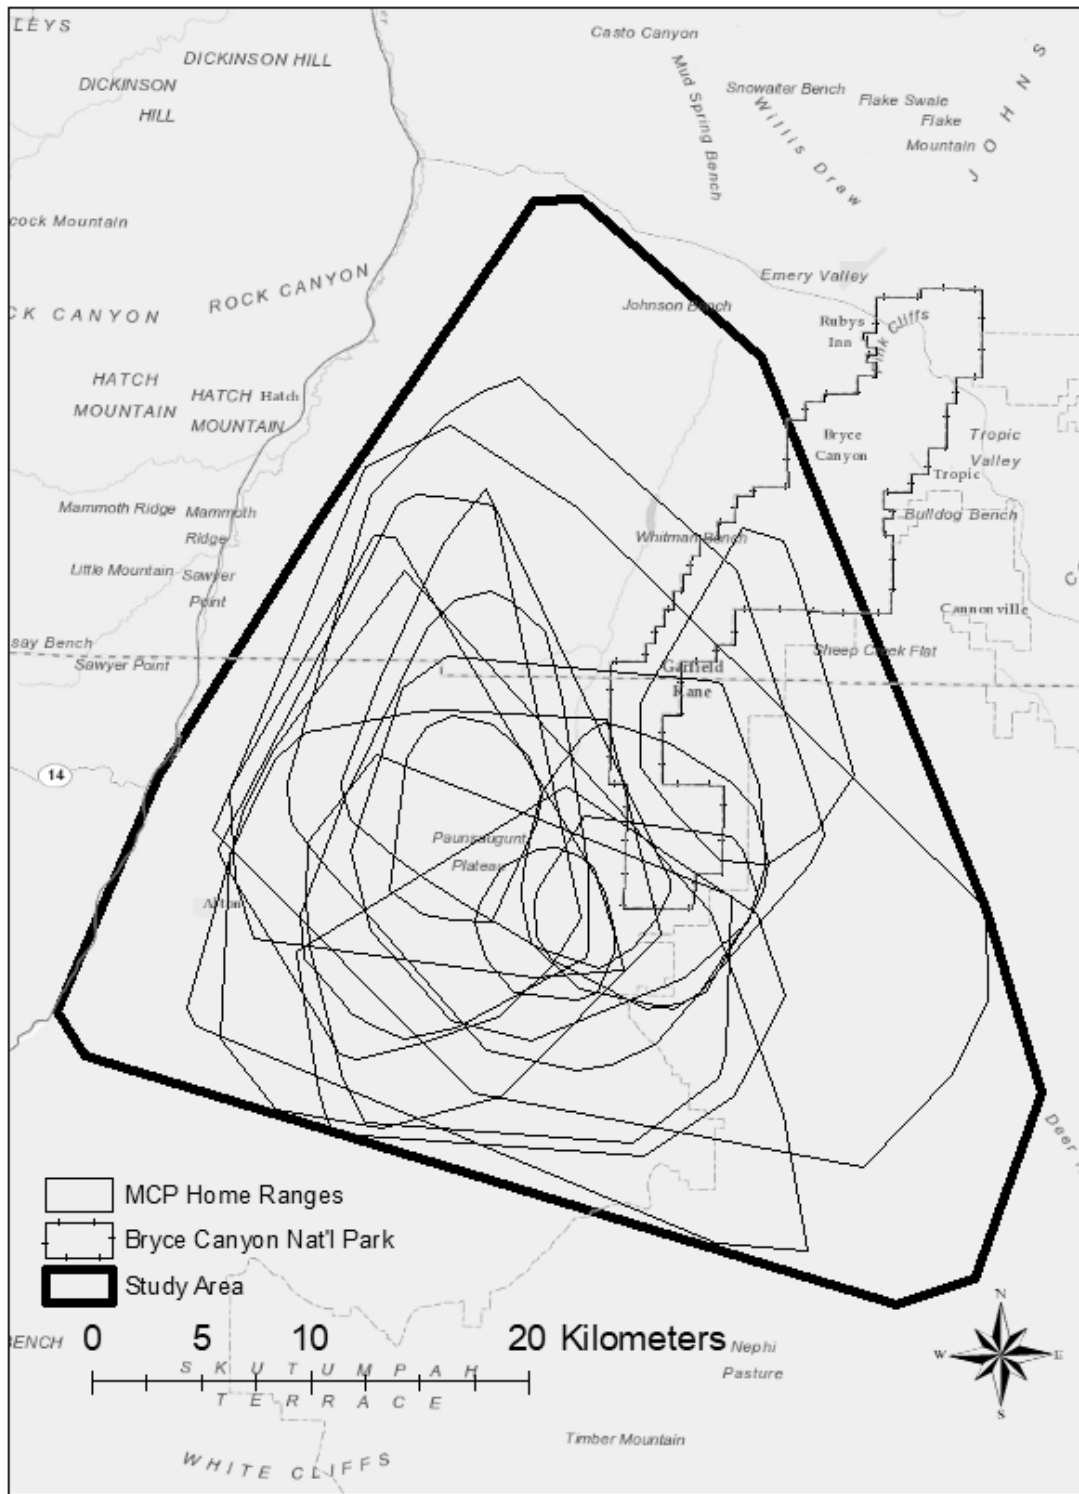 LEYS
DICKINSON HILL
DICKINSON
HILL
Casto Canyon
Mud Spring Bench
Snowalter Bench
Willis Draw
Flake Swale
Flake
Mountain
JOHNS
cock Mountain
ROCK CANYON
CK CANYON
Emery Valley
Johnson Bench
Rubys
Inn
Pink Cliffs
HATCH
MOUNTAIN
HATCH
MOUNTAIN
Hatch
Bryce
Canyon
Tropic
Valley
Tropic
Mammoth Ridge
Mammoth
Ridge
Whitman Bench
Bulldog Bench
Little Mountain
Sawyer
Point
Cannonville
say Bench
Sawyer Point
Garfield
Kane
Sheep Creek Flat
14
Paunsaugunt
Plateau
Alton
Deer
MCP Home Ranges
Bryce Canyon Nat'l Park
Study Area
BENCH
0 5 10 20 Kilometers
SKUTUMPAH
TERRACE
Nephi
Pasture
N
W E
S
Timber Mountain
WHITE CLIFFS